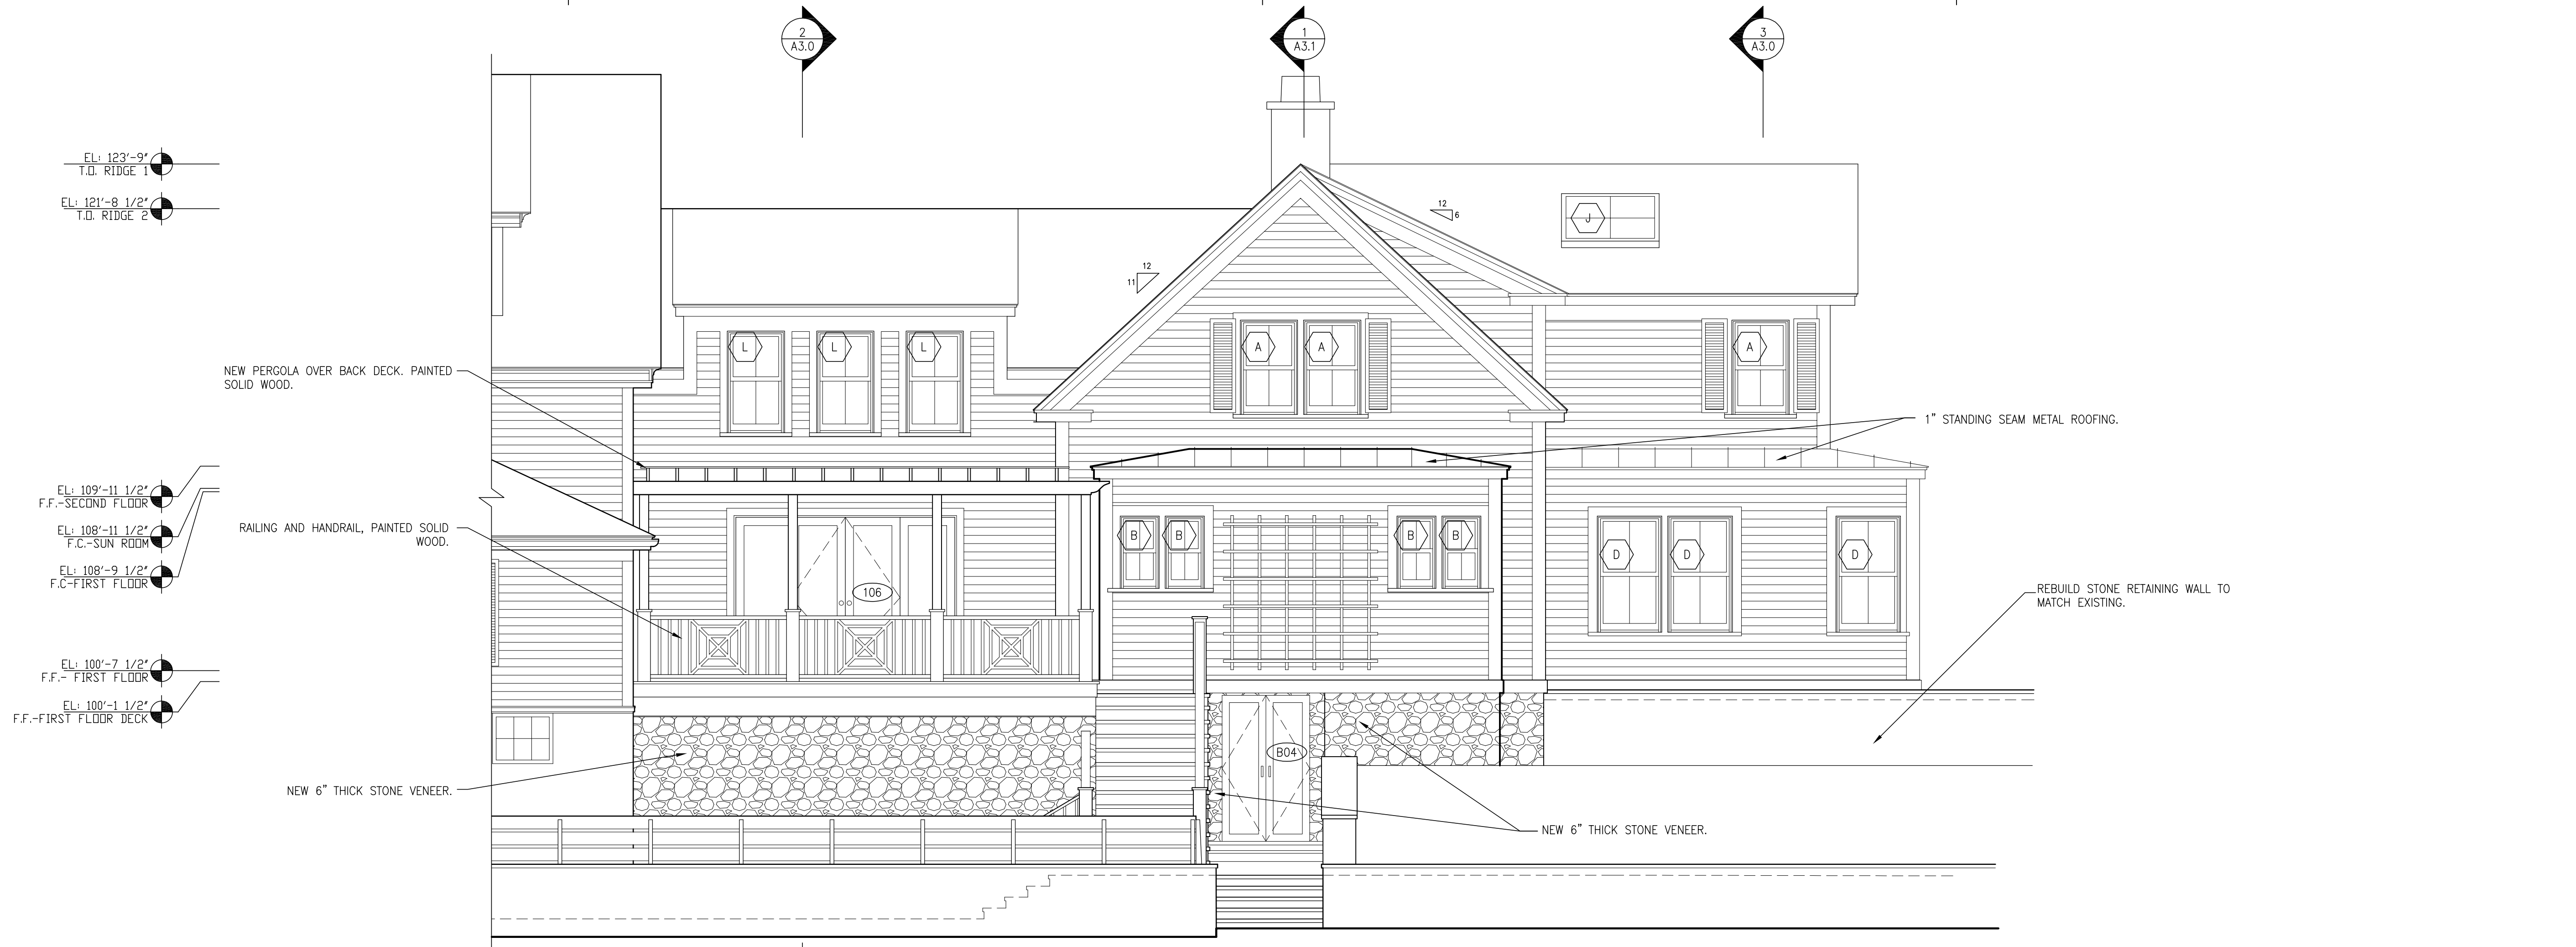 2
A3.0
1
A3.1
3
A3.0
EL: 123'-9"
T.O. RIDGE 1
EL: 121'-8 1/2"
T.O. RIDGE 2
12
6
J
12
11
L
L
L
A
A
A
NEW PERGOLA OVER BACK DECK. PAINTED
SOLID WOOD.
1" STANDING SEAM METAL ROOFING.
EL: 109'-11 1/2"
F.F.-SECOND FLOOR
EL: 108'-11 1/2"
F.C.-SUN ROOM
EL: 108'-9 1/2"
F.C-FIRST FLOOR
RAILING AND HANDRAIL, PAINTED SOLID
WOOD.
B
B
B
B
D
D
D
106
REBUILD STONE RETAINING WALL TO
MATCH EXISTING.
EL: 100'-7 1/2"
F.F.- FIRST FLOOR
EL: 100'-1 1/2"
F.F.-FIRST FLOOR DECK
B04
NEW 6" THICK STONE VENEER.
NEW 6" THICK STONE VENEER.